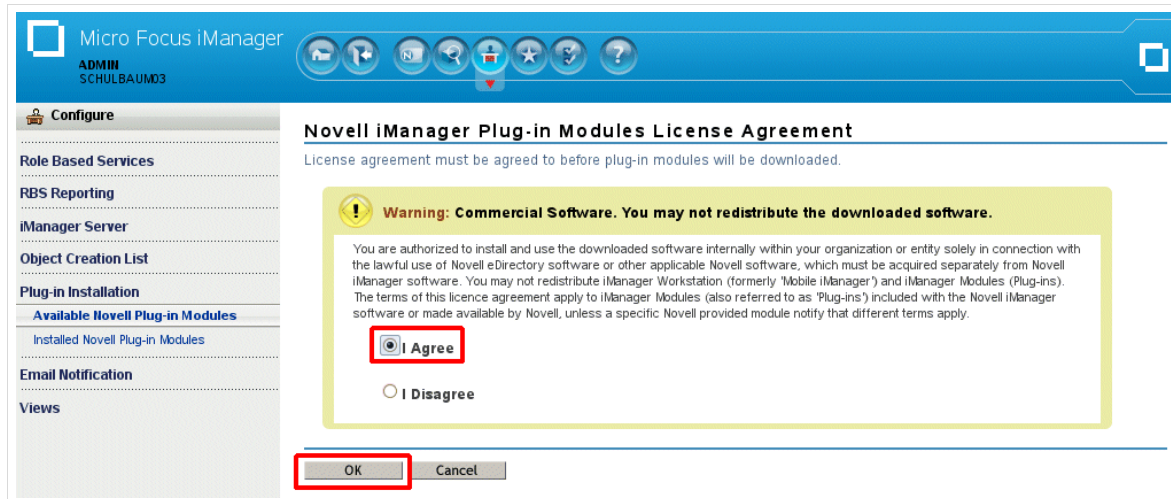 Micro Focus iManager
ADMIN
SCHULBAUM03
N
?
Configure
Role Based Services
RBS Reporting
iManager Server
Object Creation List
Plug-in Installation
Available Novell Plug-in Modules
Installed Novell Plug-in Modules
Email Notification
Views
Novell iManager Plug-in Modules License Agreement
License agreement must be agreed to before plug-in modules will be downloaded.
Warning: Commercial Software. You may not redistribute the downloaded software.
You are authorized to install and use the downloaded software internally within your organization or entity solely in connection with
the lawful use of Novell eDirectory software or other applicable Novell software, which must be acquired separately from Novell
iManager software. You may not redistribute iManager Workstation (formerly 'Mobile iManager') and iManager Modules (Plug-ins).
The terms of this licence agreement apply to iManager Modules (also referred to as 'Plug-ins') included with the Novell iManager
software or made available by Novell, unless a specific Novell provided module notify that different terms apply.
I Agree
I Disagree
OK Cancel